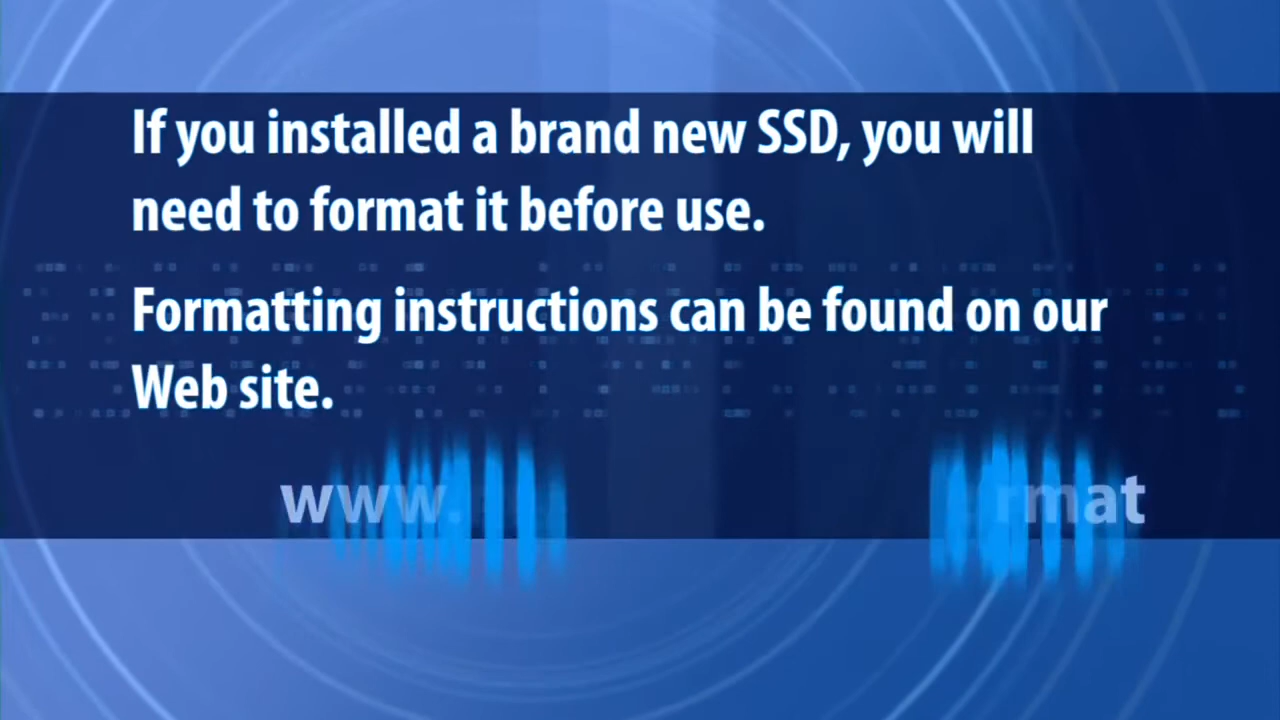 If you installed a brand new SSD, you will
need to format it before use.
Formatting instructions can be found on our
Web site.
www.